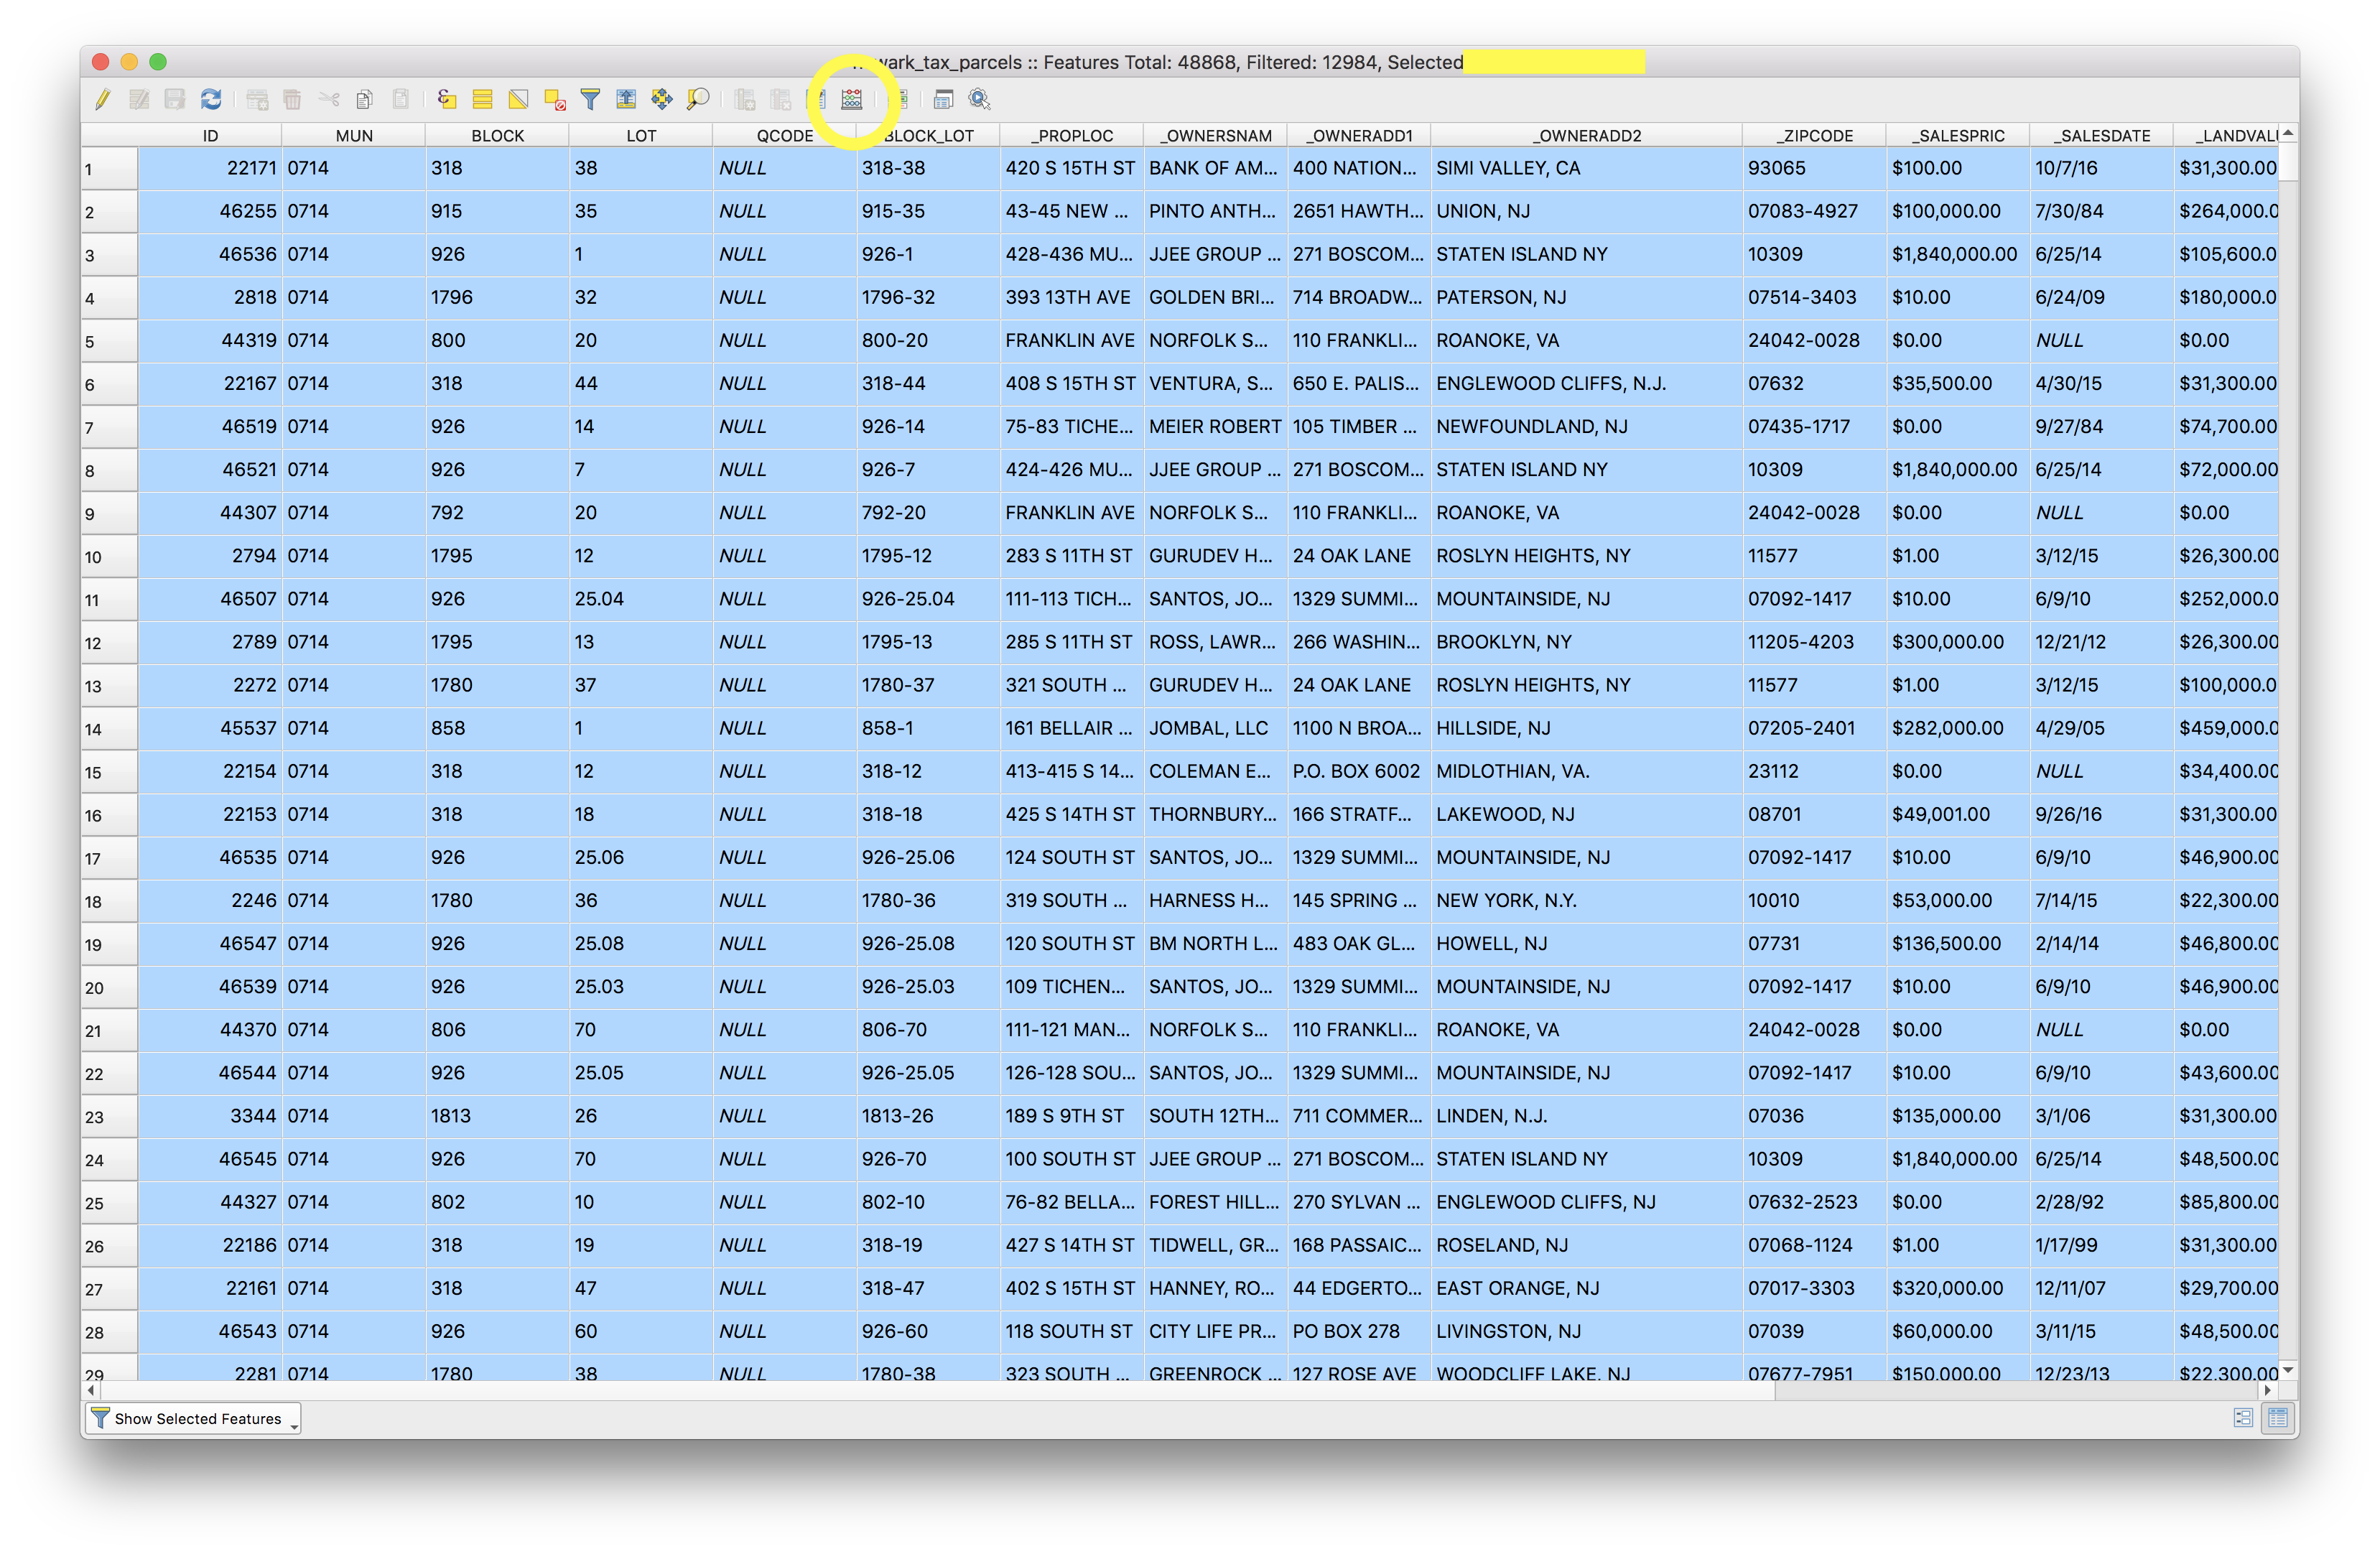 wark_tax_parcels :: Features Total: 48868, Filtered: 12984, Selected
ID MUN BLOCK LOT QCODE BLOCK_LOT _PROPLOC _OWNERSNAM _OWNERADD1 _OWNERADD2 _ZIPCODE _SALESPRIC _SALESDATE _LANDVALU
1 22171 0714 318 38 NULL 318-38 420 S 15TH ST BANK OF AM... 400 NATION... SIMI VALLEY, CA 93065 $100.00 10/7/16 $31,300.00
2 46255 0714 915 35 NULL 915-35 43-45 NEW ... PINTO ANTH... 2651 HAWTH... UNION, NJ 07083-4927 $100,000.00 7/30/84 $264,000.0
3 46536 0714 926 1 NULL 926-1 428-436 MU... JJEE GROUP ... 271 BOSCOM... STATEN ISLAND NY 10309 $1,840,000.00 6/25/14 $105,600.0
4 2818 0714 1796 32 NULL 1796-32 393 13TH AVE GOLDEN BRI... 714 BROADW... PATERSON, NJ 07514-3403 $10.00 6/24/09 $180,000.0
5 44319 0714 800 20 NULL 800-20 FRANKLIN AVE NORFOLK S... 110 FRANKLI... ROANOKE, VA 24042-0028 $0.00 NULL $0.00
6 22167 0714 318 44 NULL 318-44 408 S 15TH ST VENTURA, S... 650 E. PALIS... ENGLEWOOD CLIFFS, N.J. 07632 $35,500.00 4/30/15 $31,300.00
7 46519 0714 926 14 NULL 926-14 75-83 TICHE... MEIER ROBERT 105 TIMBER ... NEWFOUNDLAND, NJ 07435-1717 $0.00 9/27/84 $74,700.00
8 46521 0714 926 7 NULL 926-7 424-426 MU... JJEE GROUP ... 271 BOSCOM... STATEN ISLAND NY 10309 $1,840,000.00 6/25/14 $72,000.00
9 44307 0714 792 20 NULL 792-20 FRANKLIN AVE NORFOLK S... 110 FRANKLI... ROANOKE, VA 24042-0028 $0.00 NULL $0.00
10 2794 0714 1795 12 NULL 1795-12 283 S 11TH ST GURUDEV H... 24 OAK LANE ROSLYN HEIGHTS, NY 11577 $1.00 3/12/15 $26,300.00
11 46507 0714 926 25.04 NULL 926-25.04 111-113 TICH... SANTOS, JO... 1329 SUMMI... MOUNTAINSIDE, NJ 07092-1417 $10.00 6/9/10 $252,000.0
12 2789 0714 1795 13 NULL 1795-13 285 S 11TH ST ROSS, LAWR... 266 WASHIN... BROOKLYN, NY 11205-4203 $300,000.00 12/21/12 $26,300.00
13 2272 0714 1780 37 NULL 1780-37 321 SOUTH ... GURUDEV H... 24 OAK LANE ROSLYN HEIGHTS, NY 11577 $1.00 3/12/15 $100,000.0
14 45537 0714 858 1 NULL 858-1 161 BELLAIR ... JOMBAL, LLC 1100 N BROA... HILLSIDE, NJ 07205-2401 $282,000.00 4/29/05 $459,000.0
15 22154 0714 318 12 NULL 318-12 413-415 S 14... COLEMAN E... P.O. BOX 6002 MIDLOTHIAN, VA. 23112 $0.00 NULL $34,400.00
16 22153 0714 318 18 NULL 318-18 425 S 14TH ST THORNBURY... 166 STRATF... LAKEWOOD, NJ 08701 $49,001.00 9/26/16 $31,300.00
17 46535 0714 926 25.06 NULL 926-25.06 124 SOUTH ST SANTOS, JO... 1329 SUMMI... MOUNTAINSIDE, NJ 07092-1417 $10.00 6/9/10 $46,900.00
18 2246 0714 1780 36 NULL 1780-36 319 SOUTH ... HARNESS H... 145 SPRING ... NEW YORK, N.Y. 10010 $53,000.00 7/14/15 $22,300.00
19 46547 0714 926 25.08 NULL 926-25.08 120 SOUTH ST BM NORTH L... 483 OAK GL... HOWELL, NJ 07731 $136,500.00 2/14/14 $46,800.00
20 46539 0714 926 25.03 NULL 926-25.03 109 TICHEN... SANTOS, JO... 1329 SUMMI... MOUNTAINSIDE, NJ 07092-1417 $10.00 6/9/10 $46,900.00
21 44370 0714 806 70 NULL 806-70 111-121 MAN... NORFOLK S... 110 FRANKLI... ROANOKE, VA 24042-0028 $0.00 NULL $0.00
22 46544 0714 926 25.05 NULL 926-25.05 126-128 SOU... SANTOS, JO... 1329 SUMMI... MOUNTAINSIDE, NJ 07092-1417 $10.00 6/9/10 $43,600.00
23 3344 0714 1813 26 NULL 1813-26 189 S 9TH ST SOUTH 12TH... 711 COMMER... LINDEN, N.J. 07036 $135,000.00 3/1/06 $31,300.00
24 46545 0714 926 70 NULL 926-70 100 SOUTH ST JJEE GROUP ... 271 BOSCOM... STATEN ISLAND NY 10309 $1,840,000.00 6/25/14 $48,500.00
25 44327 0714 802 10 NULL 802-10 76-82 BELLA... FOREST HILL... 270 SYLVAN ... ENGLEWOOD CLIFFS, NJ 07632-2523 $0.00 2/28/92 $85,800.00
26 22186 0714 318 19 NULL 318-19 427 S 14TH ST TIDWELL, GR... 168 PASSAIC... ROSELAND, NJ 07068-1124 $1.00 1/17/99 $31,300.00
27 22161 0714 318 47 NULL 318-47 402 S 15TH ST HANNEY, RO... 44 EDGERTO... EAST ORANGE, NJ 07017-3303 $320,000.00 12/11/07 $29,700.00
28 46543 0714 926 60 NULL 926-60 118 SOUTH ST CITY LIFE PR... PO BOX 278 LIVINGSTON, NJ 07039 $60,000.00 3/11/15 $48,500.00
29 2281 0714 1780 38 NULL 1780-38 323 SOUTH ... GREENROCK ... 127 ROSE AVE WOODCLIFF LAKE, NJ 07677-7951 $150,000.00 12/23/13 $22,300.00
Show Selected Features